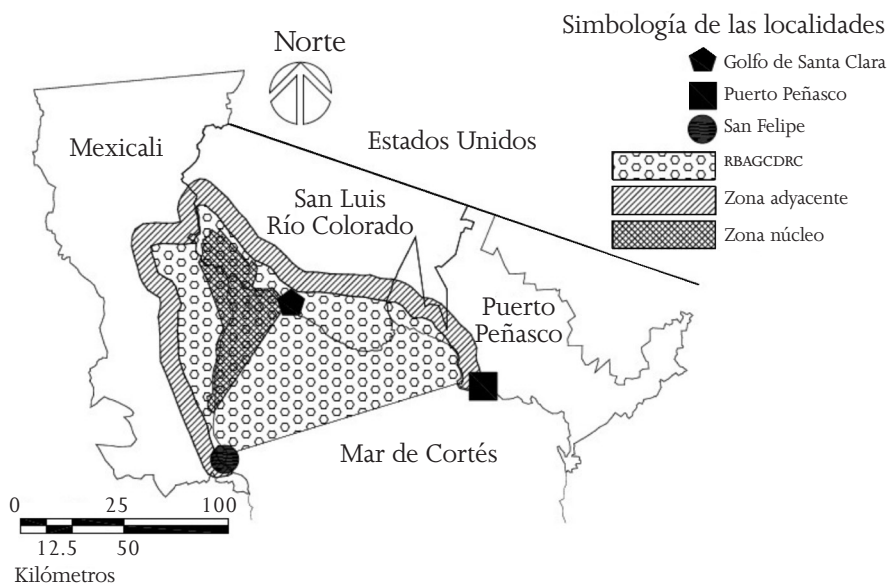 Simbología de las localidades
Golfo de Santa Clara
Puerto Peñasco
San Felipe
RBAGCDRC
Zona adyacente
Zona núcleo
Norte
Mexicali
Estados Unidos
San Luis
Río Colorado
Puerto
Peñasco
Mar de Cortés
0 25 100
12.5 50
Kilómetros